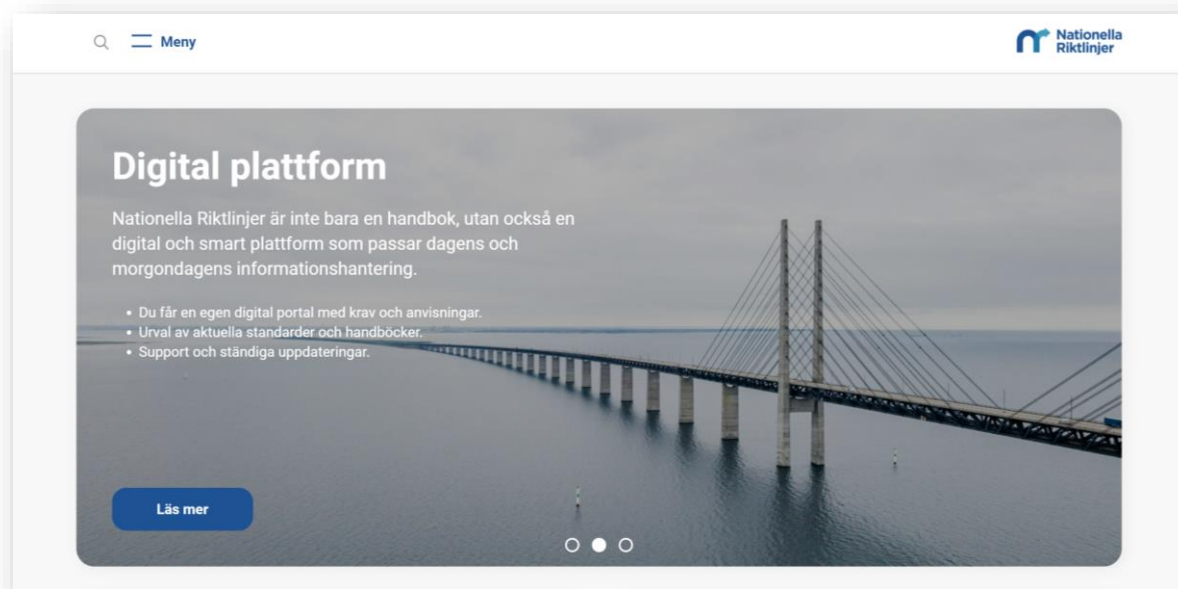 Meny
Nationella
Riktlinjer
Digital plattform
Nationella Riktlinjer är inte bara en handbok, utan också en
digital och smart plattform som passar dagens och
morgondagens informationshantering.
• Du får en egen digital portal med krav och anvisningar.
• Urval av aktuella standarder och handböcker.
• Support och ständiga uppdateringar.
Läs mer